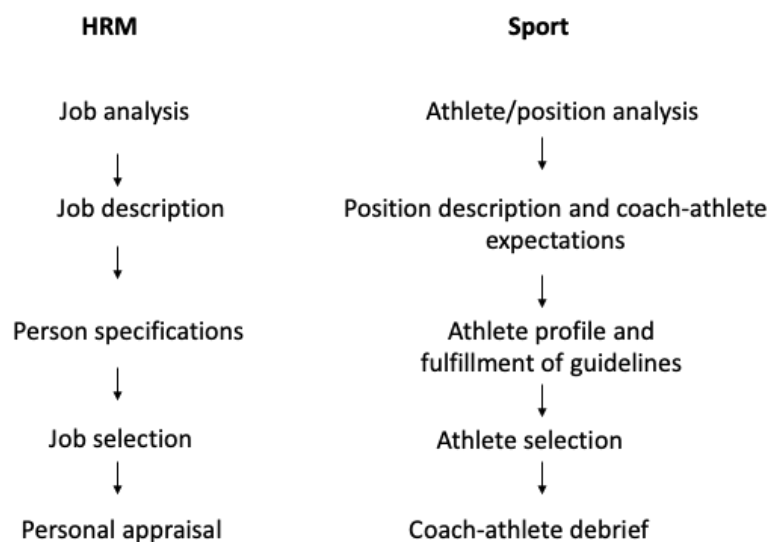 HRM
Sport
Job analysis
Athlete/position analysis
Job description
Position description and coach-athlete
expectations
Person specifications
Athlete profile and
fulfillment of guidelines
Job selection
Athlete selection
Personal appraisal
Coach-athlete debrief